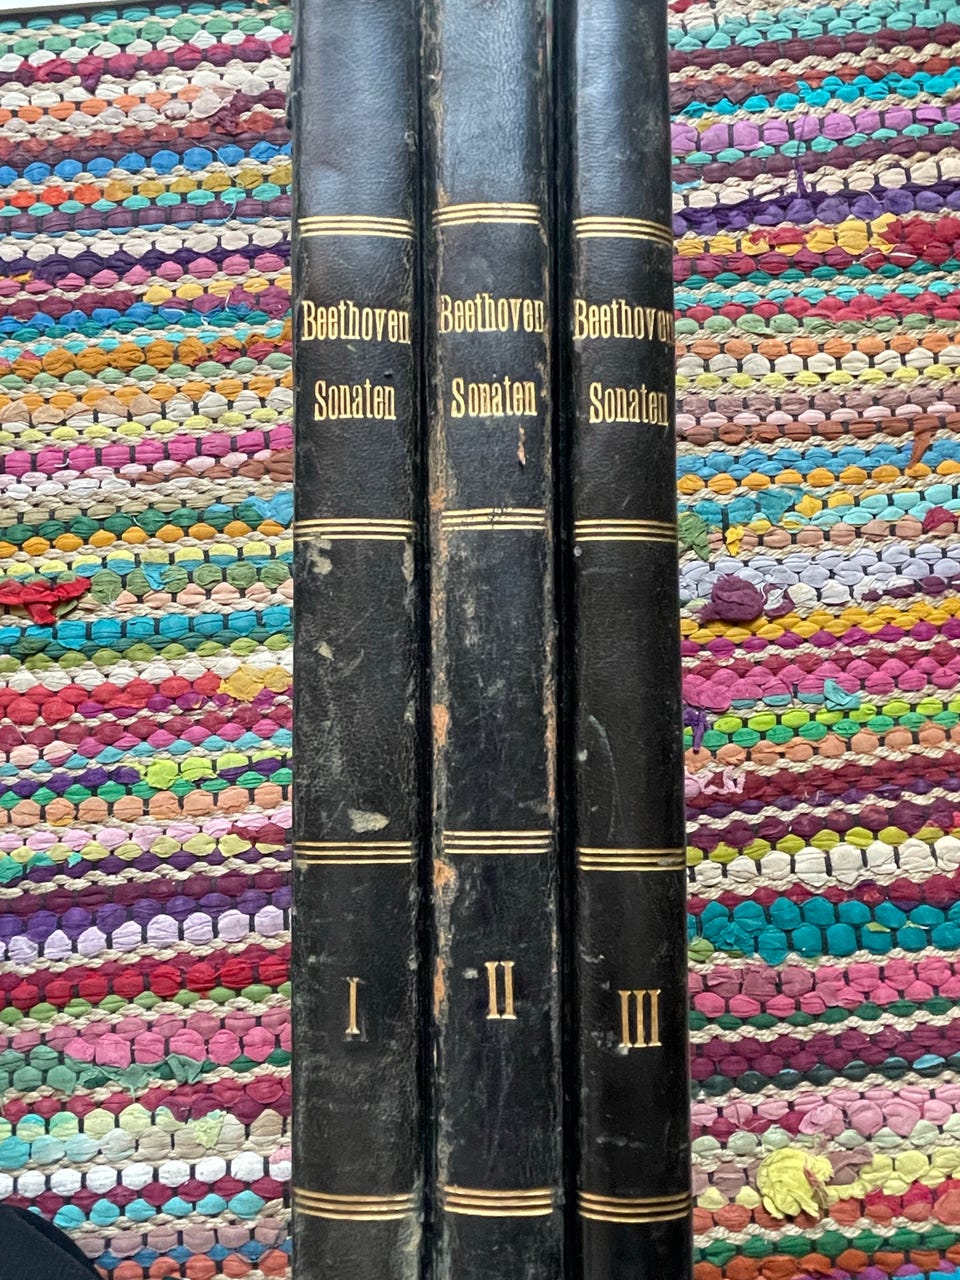 Beethoven
Sonaten
I
Beethoven
Sonaten
II
Beethoven
Sonaten
III